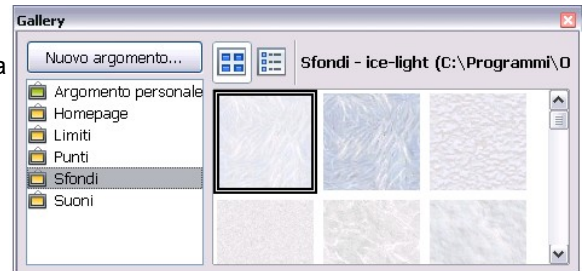 Gallery
a
Nuovo argomento...
Sfondi - ice-light (C:\Programmi\O
Argomento personale
Homepage
Limiti
Punti
Sfondi
Suoni